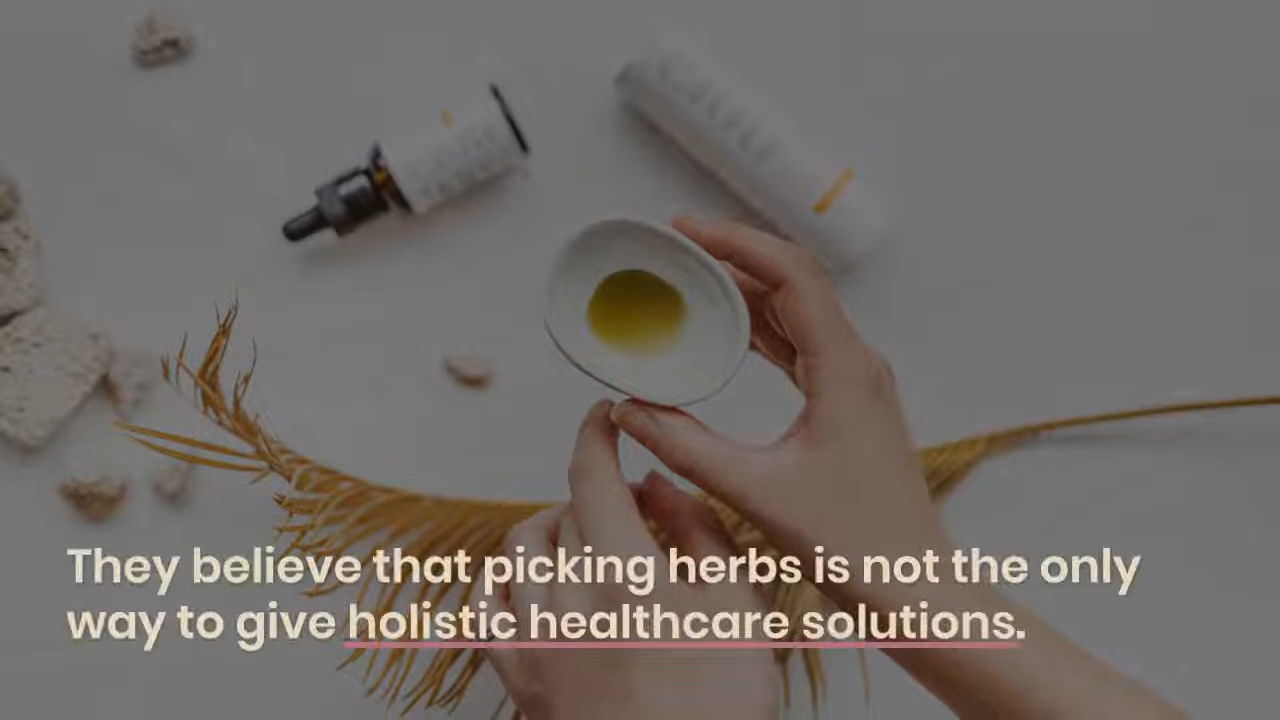 They believe that picking herbs is not the only
way to give holistic healthcare solutions.